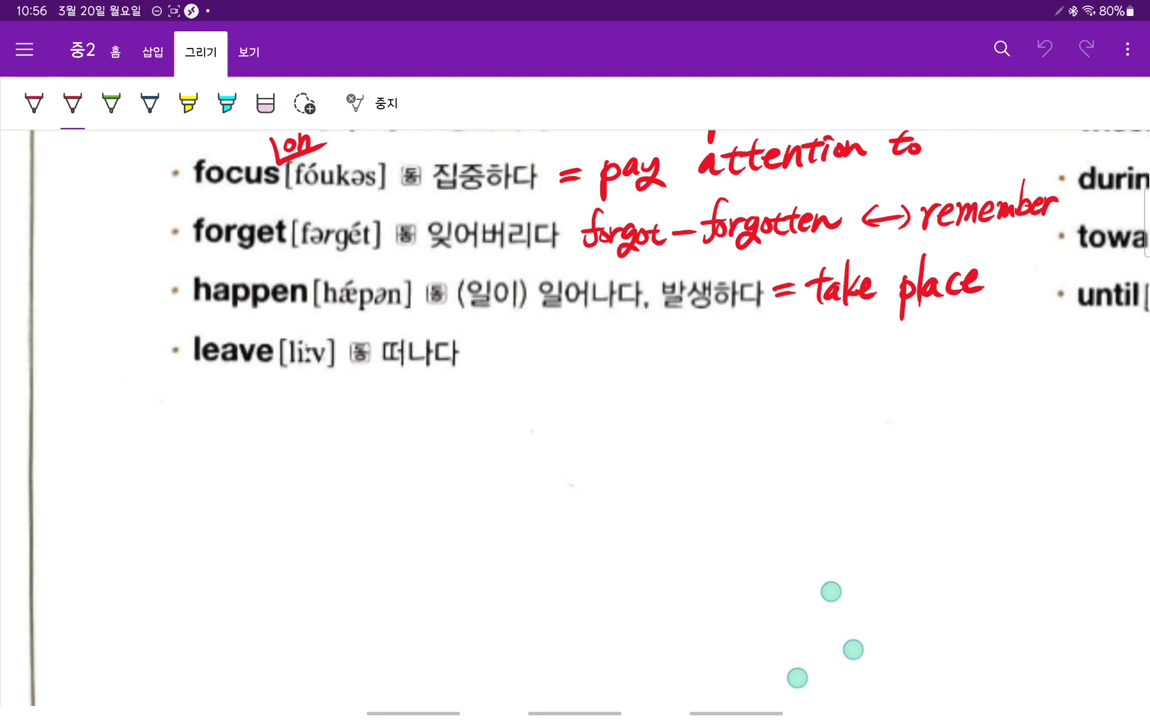 10:56 3월 20일 월요일 80%
중2 홈 삽입 그리기 보기
중지
on
focus[fóukəs] 동 집중하다 = pay attention to
forget[fərgét] 동 잊어버리다 forgot - forgotten ↔ remember
happen[hǽpən] 동 (일이) 일어나다, 발생하다 = take place
leave[li:v] 동 떠나다
durin
towa
until[